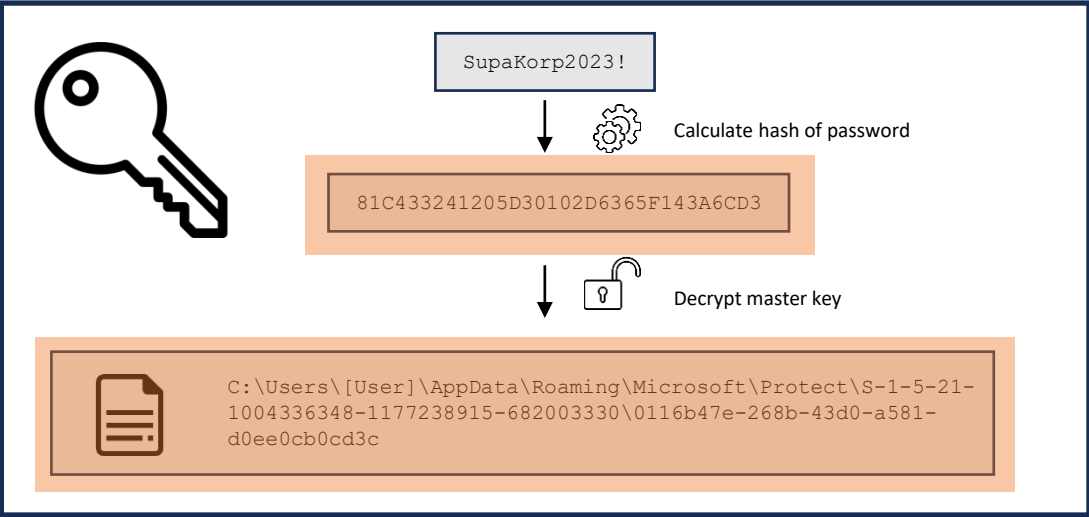 SupaKorp2023!
Calculate hash of password
81C433241205D30102D6365F143A6CD3
Decrypt master key
C:\Users\[User]\AppData\Roaming\Microsoft\Protect\S-1-5-21-
1004336348-1177238915-682003330\0116b47e-268b-43d0-a581-
d0ee0cb0cd3c